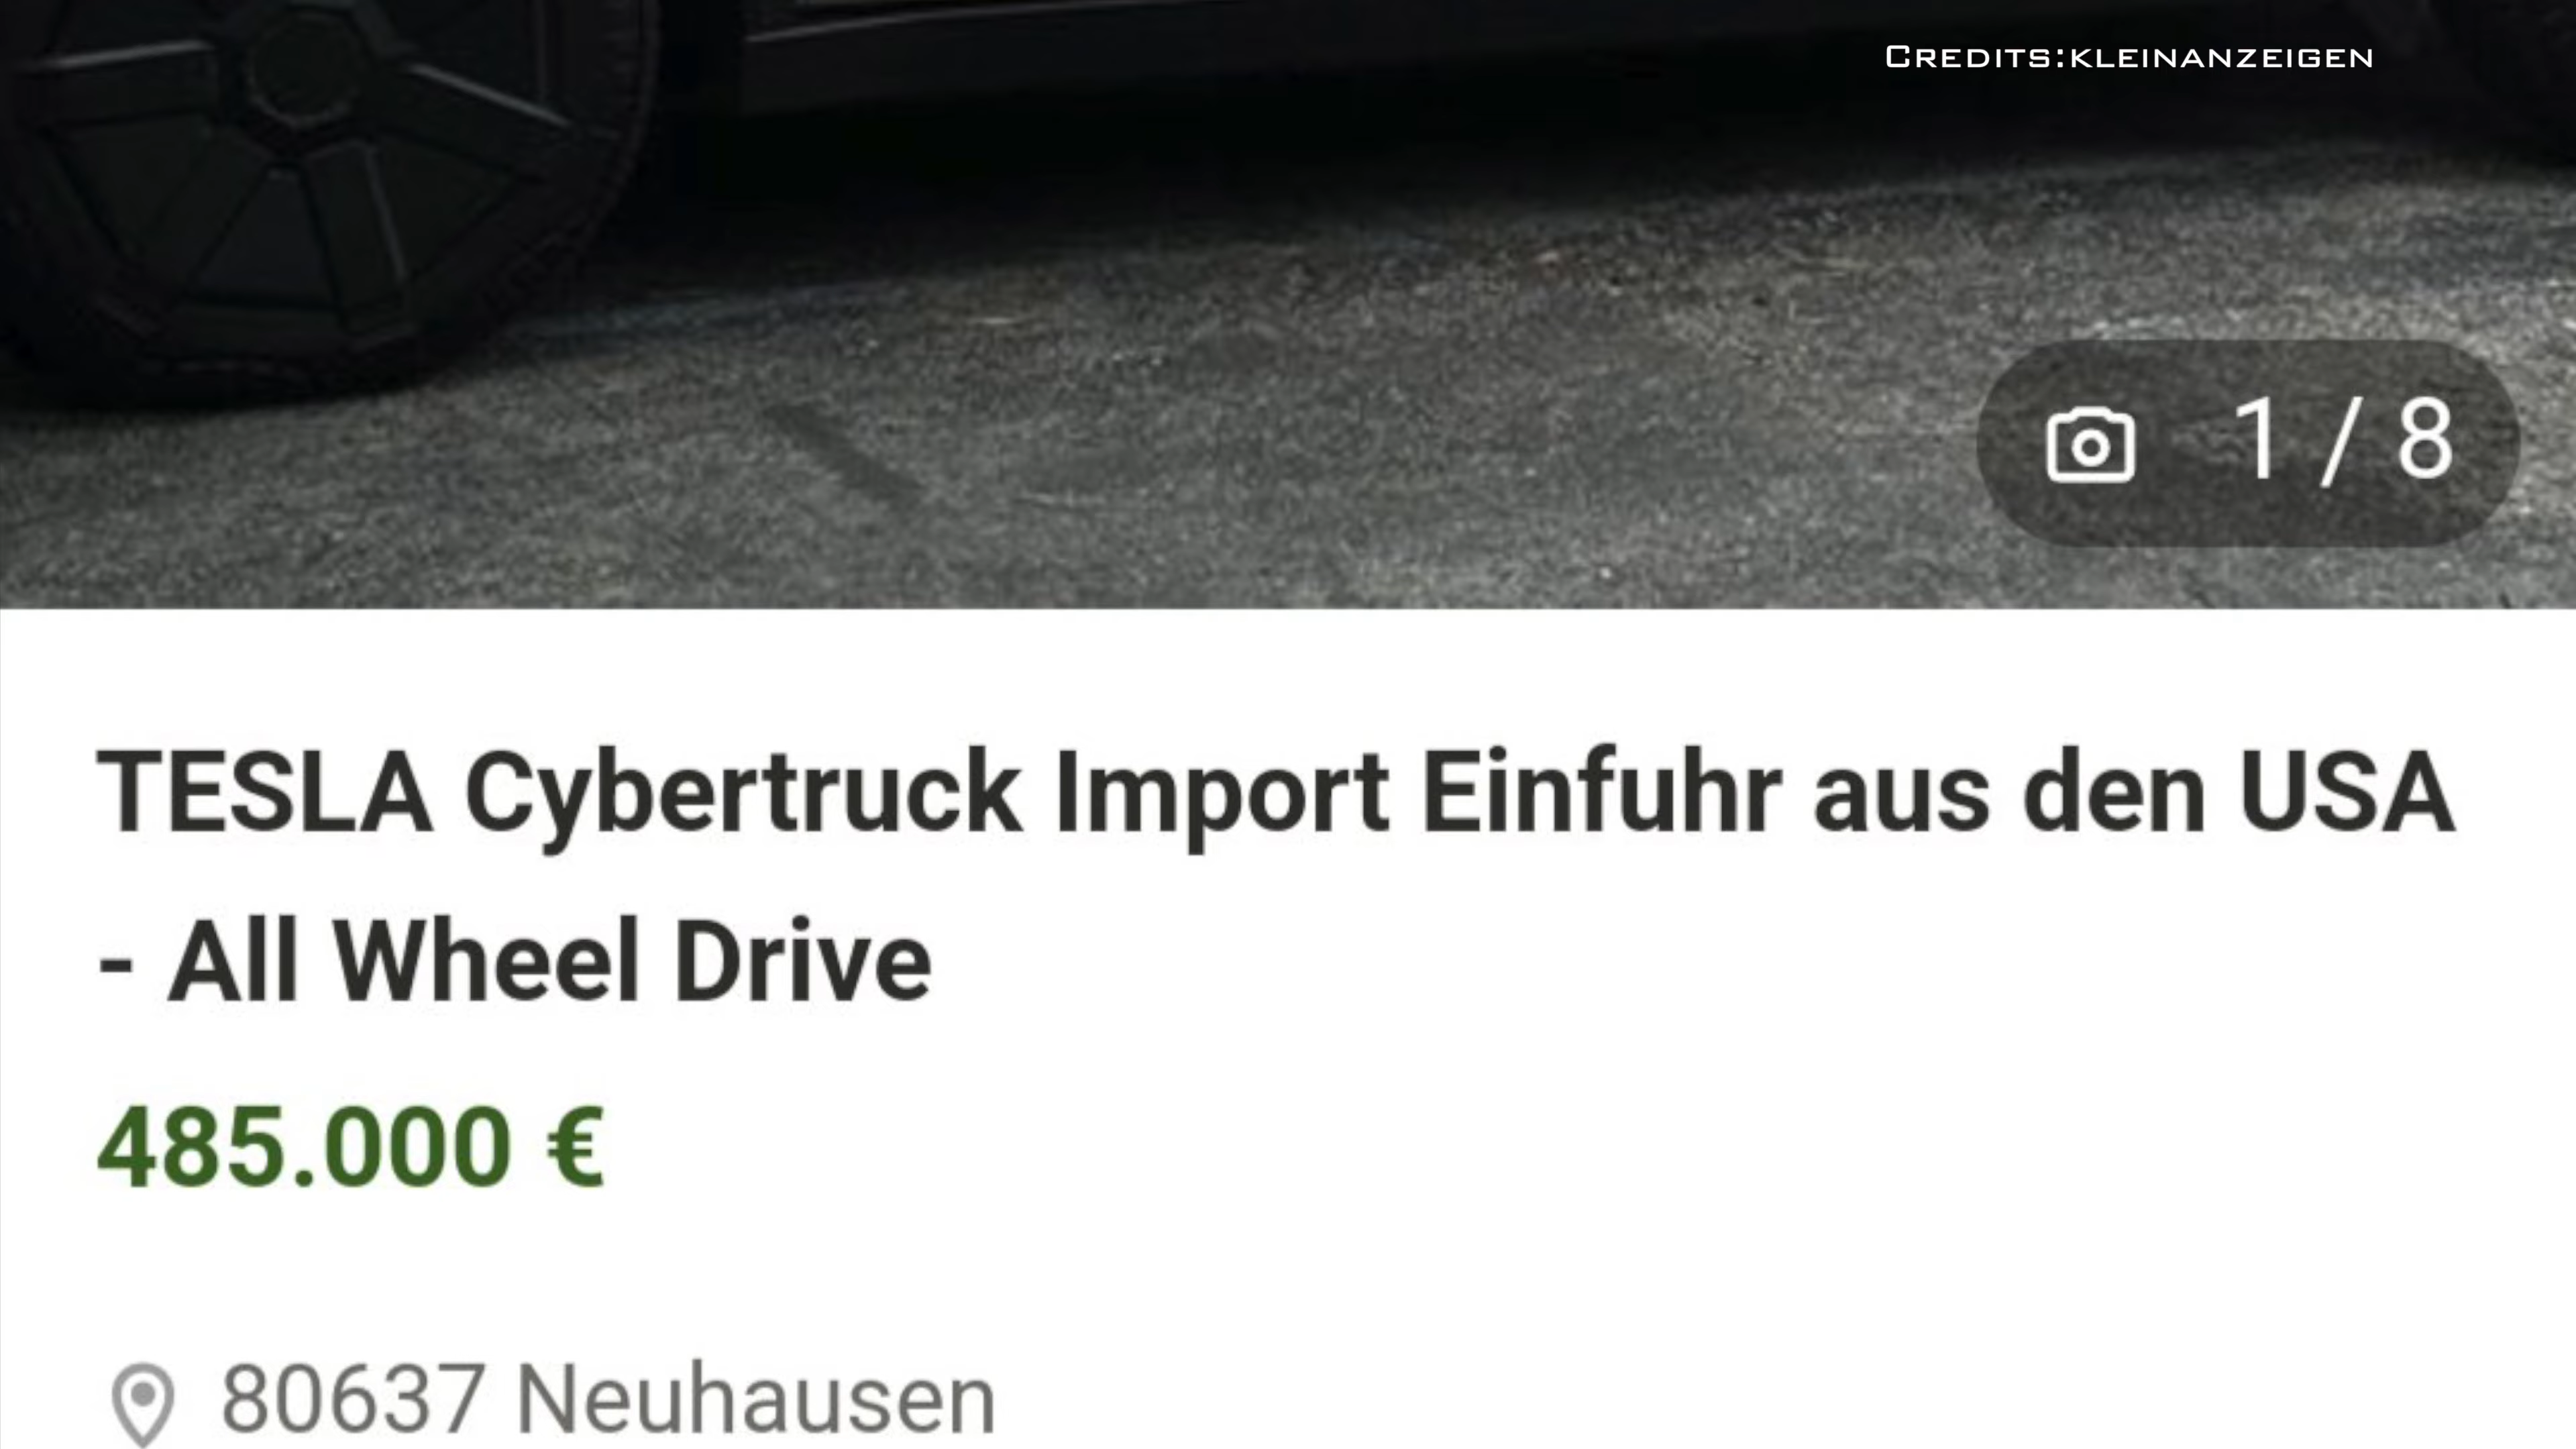 Credits:kleinanzeigen
1 / 8
TESLA Cybertruck Import Einfuhr aus den USA
- All Wheel Drive
485.000 €
80637 Neuhausen